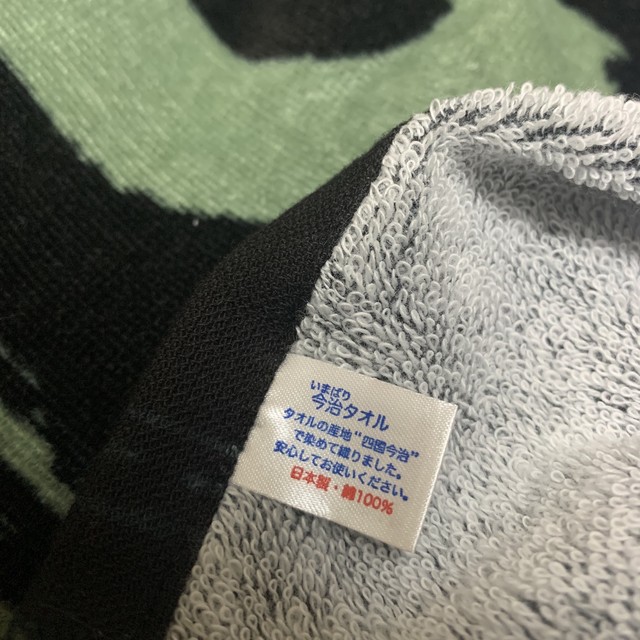 いまばり
今治タオル
タオルの産地“四国今治”
で染めて織りました。
安心してお使いください。
日本製・綿100%